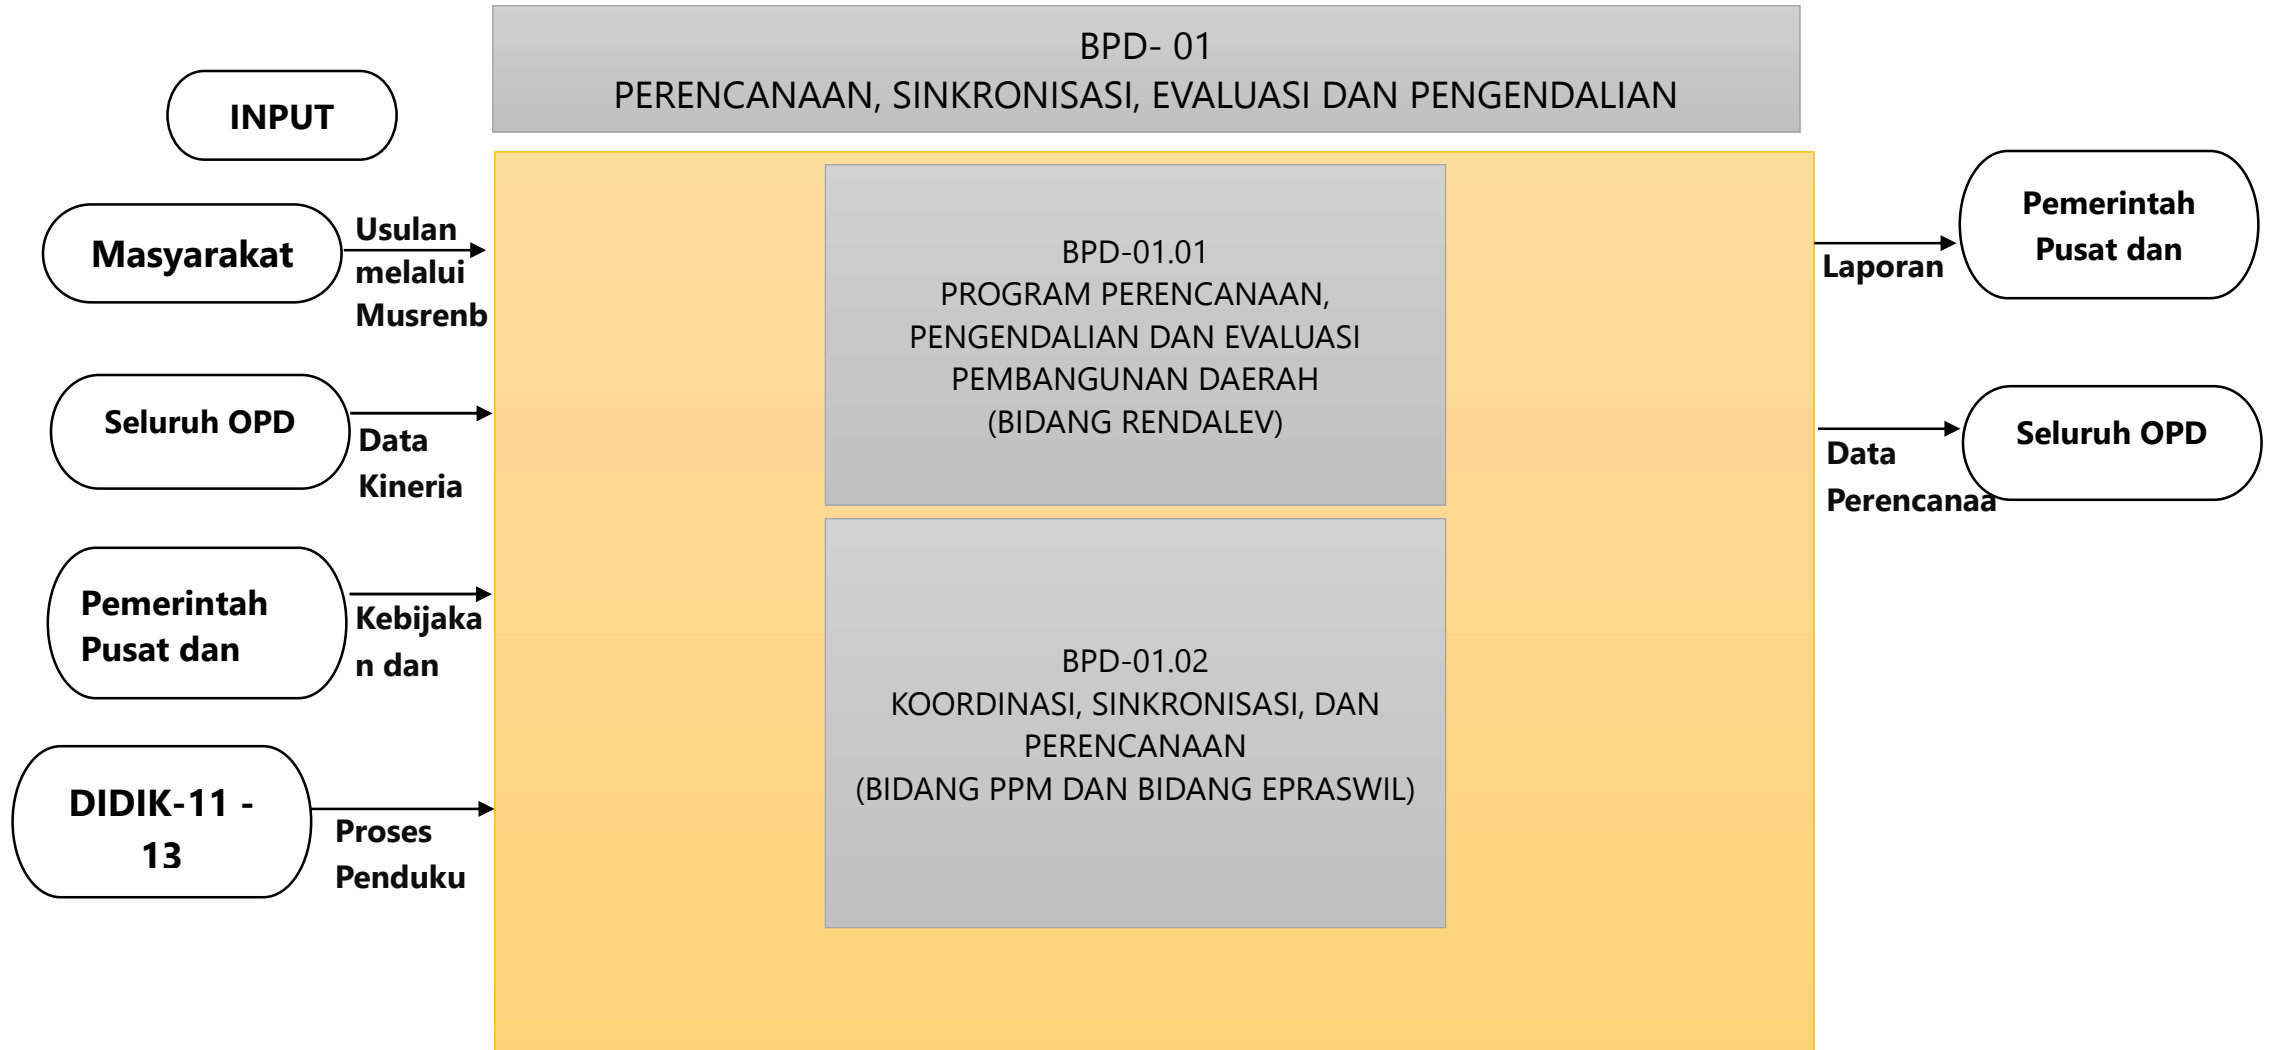 BPD- 01
PERENCANAAN, SINKRONISASI, EVALUASI DAN PENGENDALIAN
INPUT
Masyarakat
Usulan
melalui
Musrenb
Seluruh OPD
Data
Kinerja
Pemerintah
Pusat dan
Kebijaka
n dan
DIDIK-11 -
13
Proses
Penduku
BPD-01.01
PROGRAM PERENCANAAN,
PENGENDALIAN DAN EVALUASI
PEMBANGUNAN DAERAH
(BIDANG RENDALEV)
BPD-01.02
KOORDINASI, SINKRONISASI, DAN
PERENCANAAN
(BIDANG PPM DAN BIDANG EPRASWIL)
Laporan
Pemerintah
Pusat dan
Data
Perencanaa
Seluruh OPD